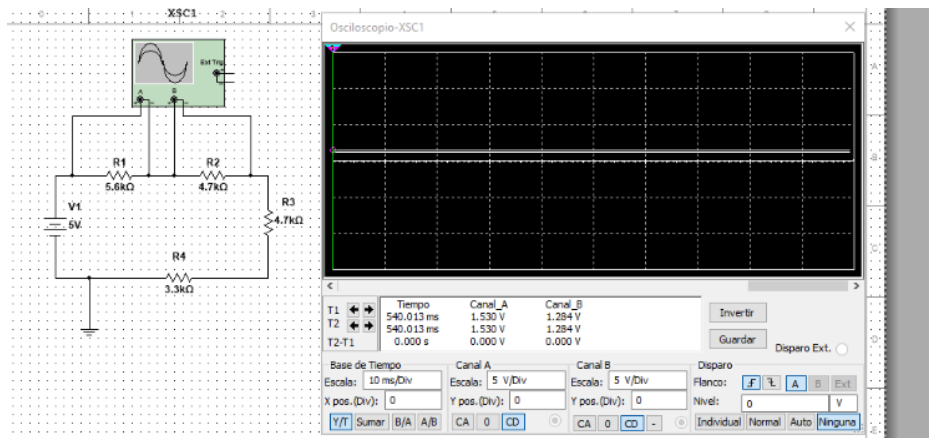 XSC1
Ext Trig
A
B
R1
5.6kΩ
R2
4.7kΩ
V1
5V
R3
4.7kΩ
R4
3.3kΩ
Osciloscopio-XSC1
T1
T2
T2-T1
Tiempo Canal_A Canal_B
540.013 ms 1.530 V 1.284 V
540.013 ms 1.530 V 1.284 V
0.000 s 0.000 V 0.000 V
Invertir
Guardar
Disparo Ext.
Base de Tiempo
Escala: 10 ms/Div
X pos.(Div): 0
Y/T Sumar B/A A/B
Canal A
Escala: 5 V/Div
Y pos.(Div): 0
CA 0 CD
Canal B
Escala: 5 V/Div
Y pos.(Div): 0
CA 0 CD -
Disparo
Flanco: A B Ext
Nivel: 0 V
Individual Normal Auto Ninguna